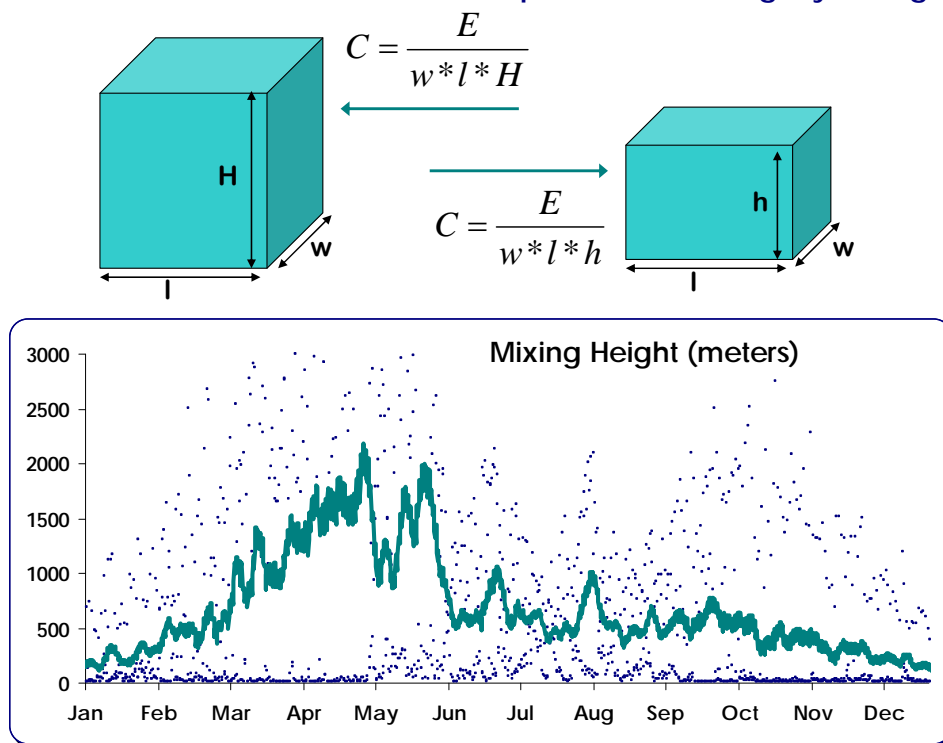 C = E / w*l*H
H
w
l
C = E / w*l*h
h
w
l
Mixing Height (meters)
3000
2500
2000
1500
1000
500
0
Jan Feb Mar Apr May Jun Jul Aug Sep Oct Nov Dec